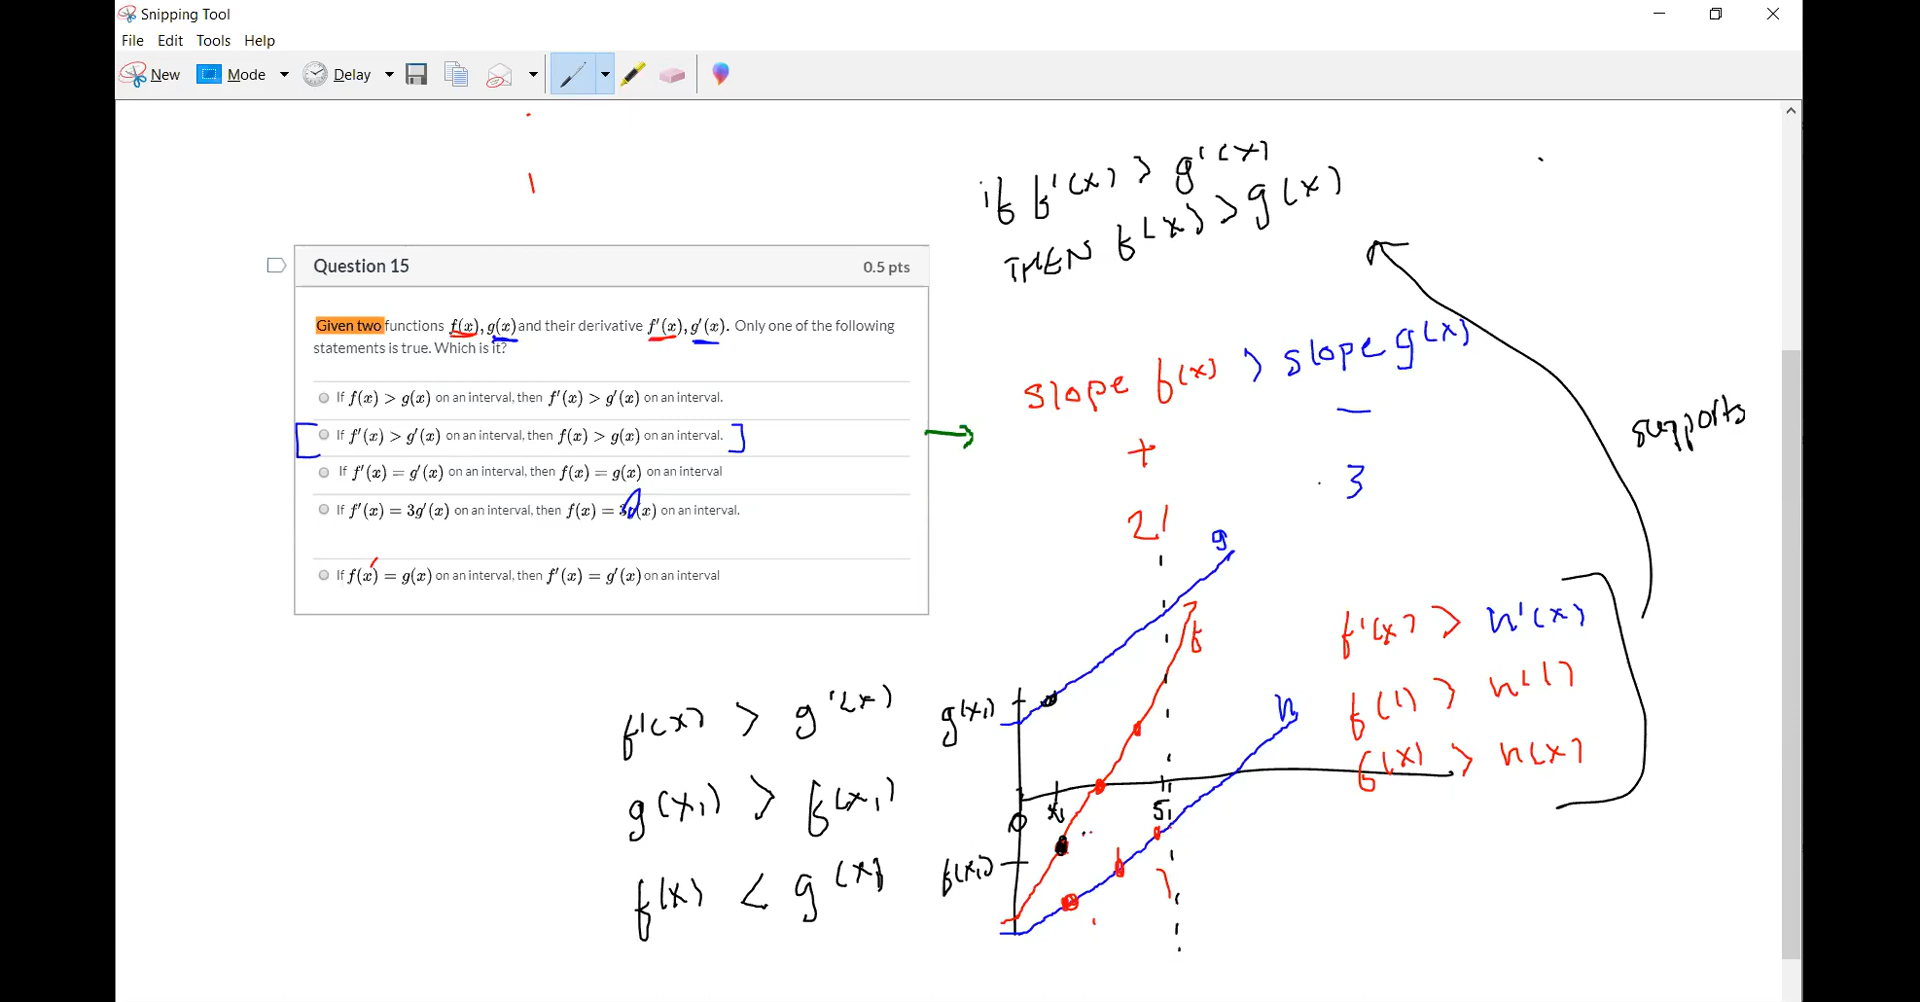 Snipping Tool
File Edit Tools Help
New Mode Delay
if f'(x) > g'(x)
THEN f(x) > g(x)
Question 15 0.5 pts
Given two functions f(x), g(x) and their derivative f'(x), g'(x). Only one of the following
statements is true. Which is it?
If f(x) > g(x) on an interval, then f'(x) > g'(x) on an interval.
If f'(x) > g'(x) on an interval, then f(x) > g(x) on an interval.
If f'(x) = g'(x) on an interval, then f(x) = g(x) on an interval
If f'(x) = 3g'(x) on an interval, then f(x) = 3g(x) on an interval.
If f(x) = g(x) on an interval, then f'(x) = g'(x) on an interval
slope f(x) > slope g(x)
+ —
21 3
supports
g
f
h
f'(x) > h'(x)
f(1) > h(1)
f(x) > h(x)
f'(x) > g'(x)
g(x₁) > f(x₁)
f(x) < g(x)
g(x₁)
0 x₁ 5
f(x₁)